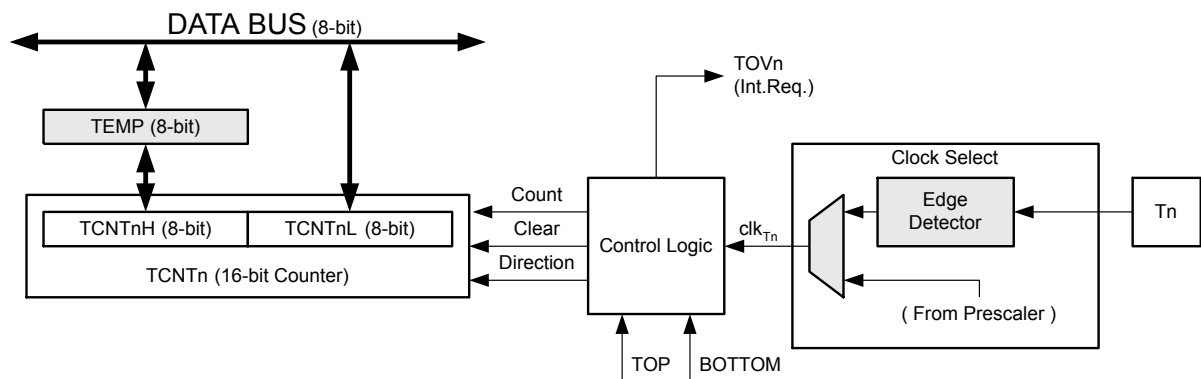 DATA BUS (8-bit)
TEMP (8-bit)
TCNTnH (8-bit)
TCNTnL (8-bit)
TCNTn (16-bit Counter)
Count
Clear
Direction
Control Logic
TOVn
(Int.Req.)
TOP
BOTTOM
clkTn
Clock Select
Edge
Detector
( From Prescaler )
Tn